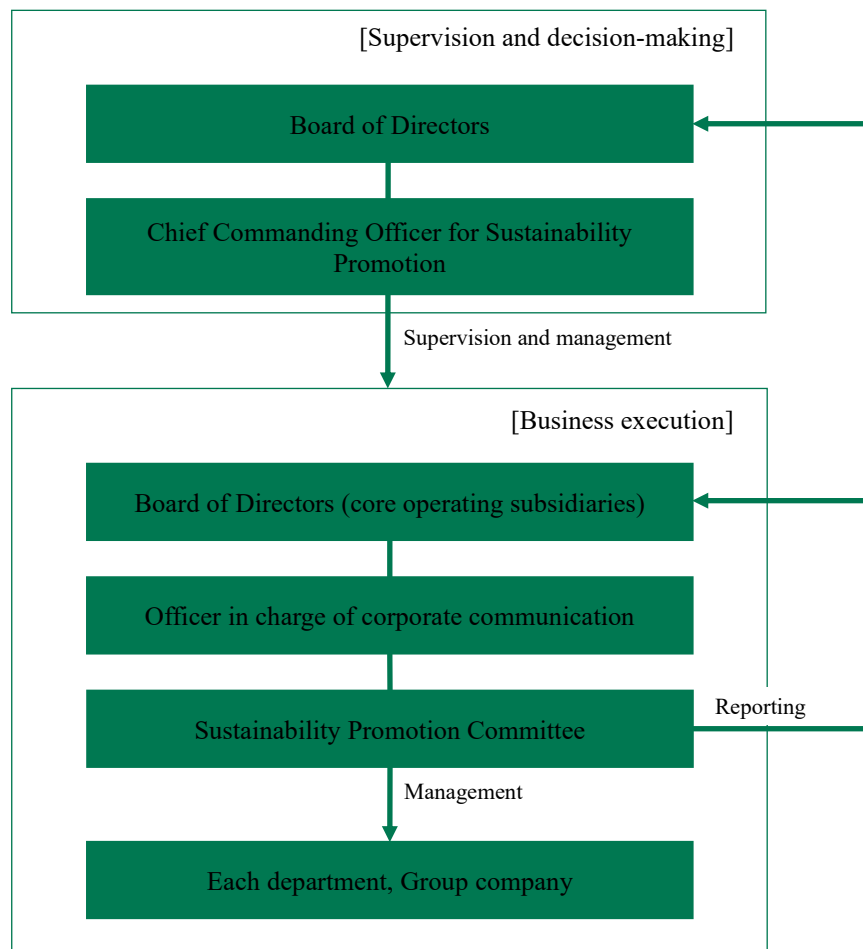 [Supervision and decision-making]
Board of Directors
Chief Commanding Officer for Sustainability
Promotion
Supervision and management
[Business execution]
Board of Directors (core operating subsidiaries)
Officer in charge of corporate communication
Sustainability Promotion Committee
Reporting
Management
Each department, Group company